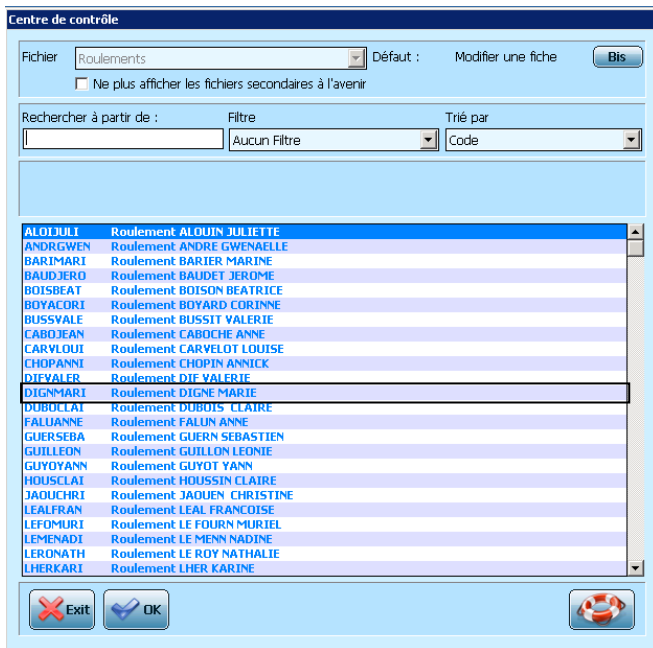 Centre de contrôle
Fichier Roulements Défaut : Modifier une fiche Bis
Ne plus afficher les fichiers secondaires à l'avenir
Rechercher à partir de : Filtre Trié par
Aucun Filtre Code
ALOIJULI Roulement ALOUIN JULIETTE
ANDRGWEN Roulement ANDRE GWENAELLE
BARIMARI Roulement BARIER MARINE
BAUDJERO Roulement BAUDET JEROME
BOISBEAT Roulement BOISON BEATRICE
BOYACORI Roulement BOYARD CORINNE
BUSSVALE Roulement BUSSIT VALERIE
CABOJEAN Roulement CABOCHE ANNE
CARVLOUI Roulement CARVELOT LOUISE
CHOPANNI Roulement CHOPIN ANNICK
DIFVALER Roulement DIF VALERIE
DIGNMARI Roulement DIGNE MARIE
DUBOCLAI Roulement DUBOIS CLAIRE
FALUANNE Roulement FALUN ANNE
GUERSEBA Roulement GUERN SEBASTIEN
GUILLEON Roulement GUILLON LEONIE
GUYOYANN Roulement GUYOT YANN
HOUSCLAI Roulement HOUSSIN CLAIRE
JAOUCHRI Roulement JAOUEN CHRISTINE
LEALFRAN Roulement LEAL FRANCOISE
LEFOMURI Roulement LE FOURN MURIEL
LEMENADI Roulement LE MENN NADINE
LERONATH Roulement LE ROY NATHALIE
LHERKARI Roulement LHER KARINE
Exit OK